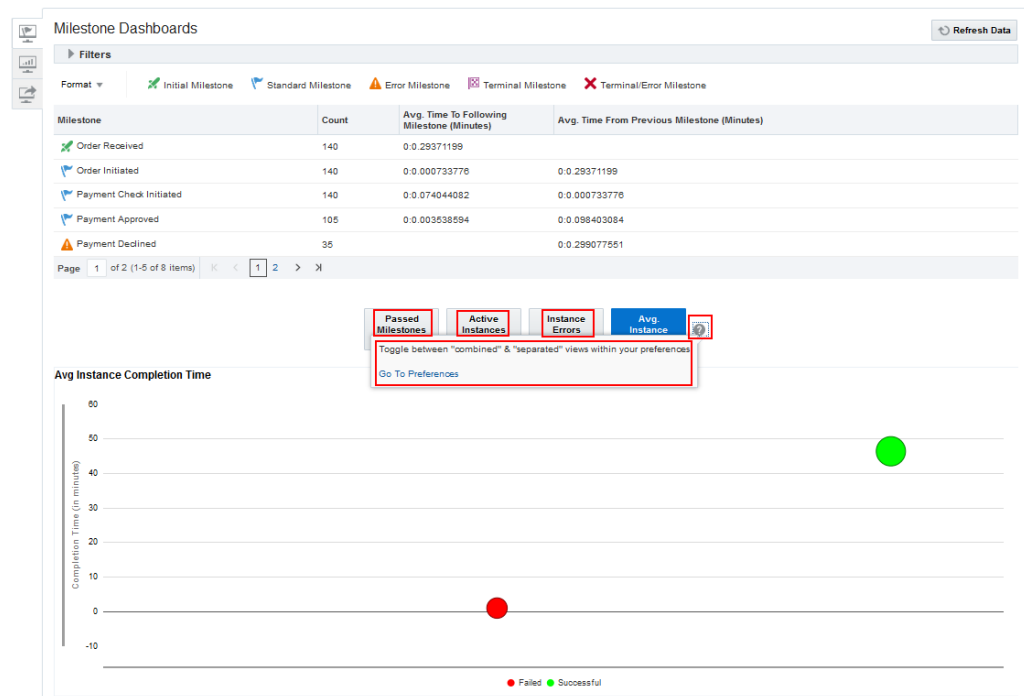 Milestone Dashboards
Refresh Data
Filters
Format
Initial Milestone
Standard Milestone
Error Milestone
Terminal Milestone
Terminal/Error Milestone
Milestone
Count
Avg. Time To Following
Milestone (Minutes)
Avg. Time From Previous Milestone (Minutes)
Order Received 140 0:0.29371199
Order Initiated 140 0:0.000733776 0:0.29371199
Payment Check Initiated 140 0:0.074044082 0:0.000733776
Payment Approved 105 0:0.003538594 0:0.098403084
Payment Declined 35 0:0.299077551
Page 1 of 2 (1-5 of 8 items) 1 2
Passed
Milestones
Active
Instances
Instance
Errors
Avg.
Instance
?
Toggle between "combined" & "separated" views within your preferences
Go To Preferences
Avg Instance Completion Time
Completion Time (in minutes)
60
50
40
30
20
10
0
-10
Failed
Successful